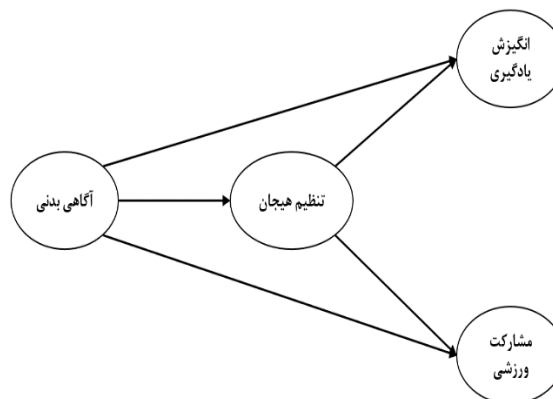 انگیزش
یادگیری
آگاهی بدنی
تنظیم هیجان
مشارکت
ورزشی